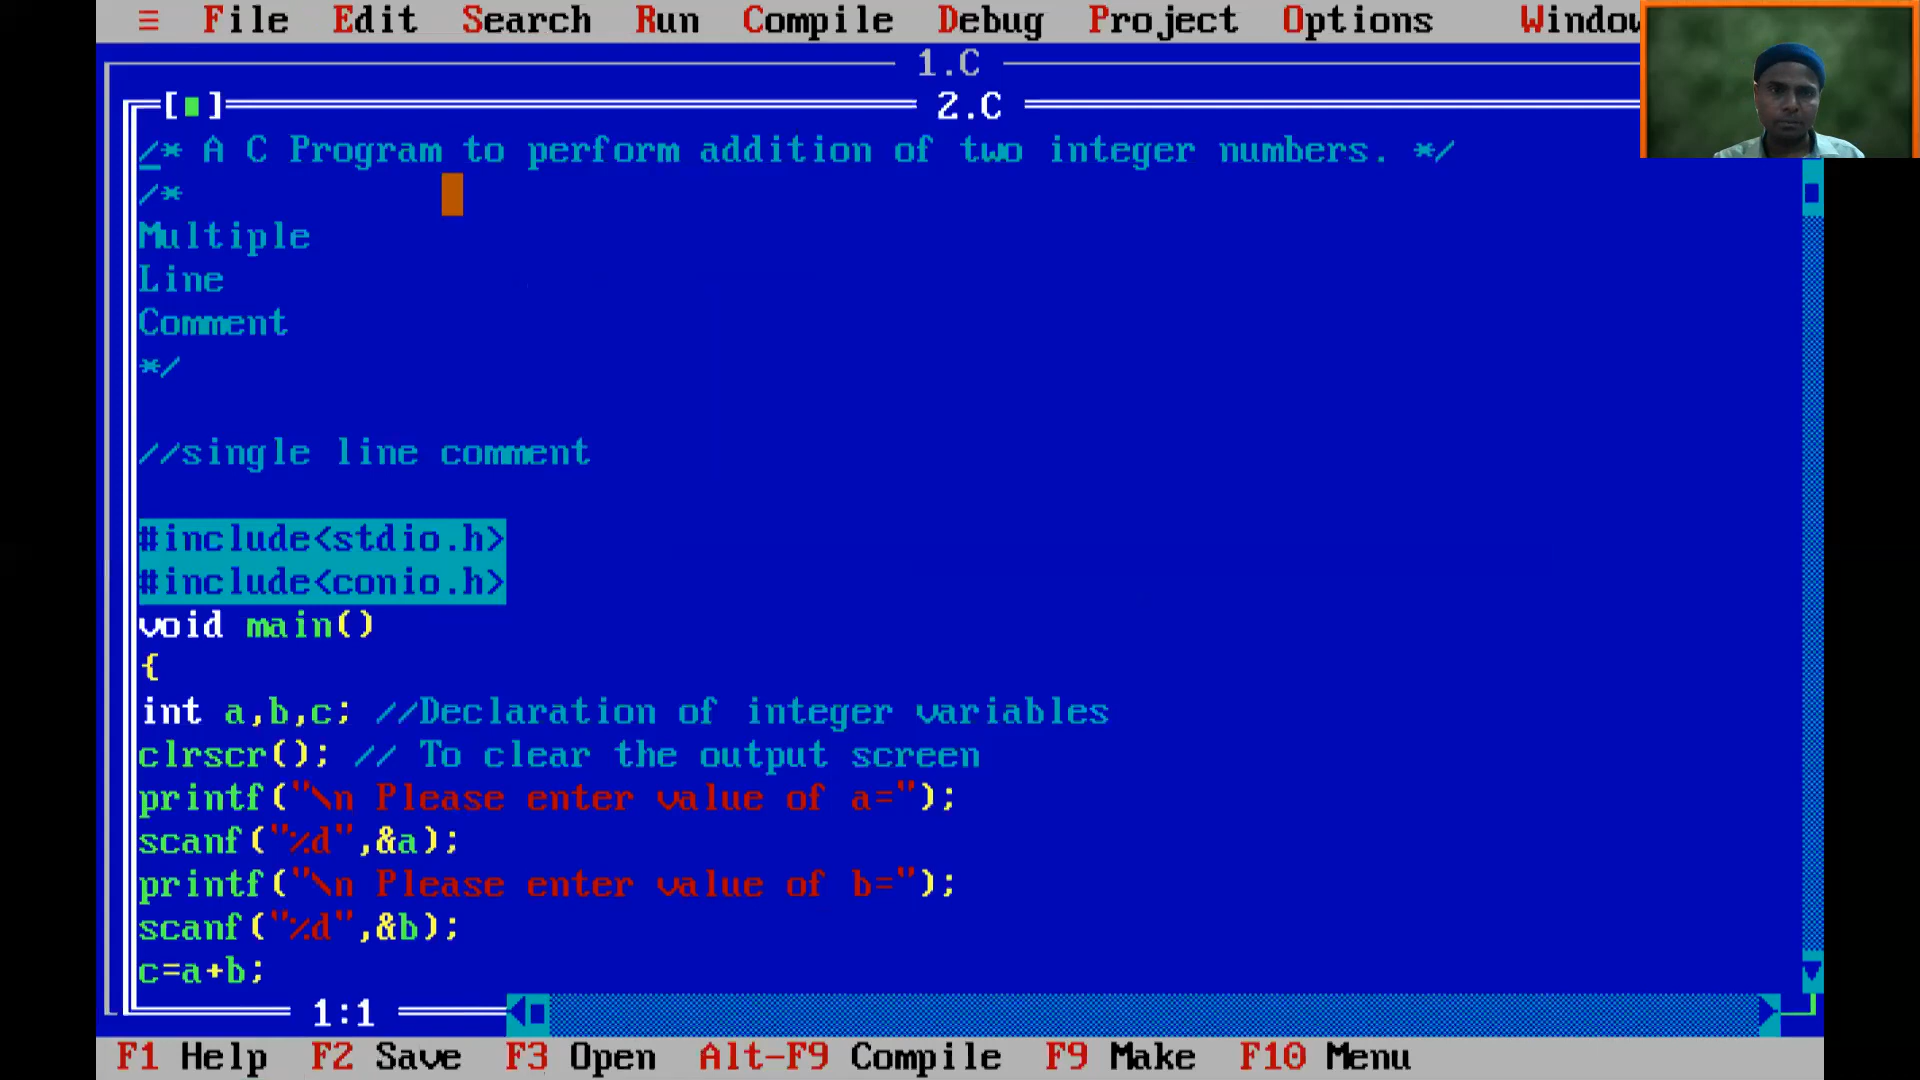 ≡ File Edit Search Run Compile Debug Project Options Window
1.C
[■] 2.C
/* A C Program to perform addition of two integer numbers. */
/*
Multiple
Line
Comment
*/
//single line comment
#include<stdio.h>
#include<conio.h>
void main()
{
int a,b,c; //Declaration of integer variables
clrscr(); // To clear the output screen
printf("\n Please enter value of a=");
scanf("%d",&a);
printf("\n Please enter value of b=");
scanf("%d",&b);
c=a+b;
1:1
F1 Help F2 Save F3 Open Alt-F9 Compile F9 Make F10 Menu